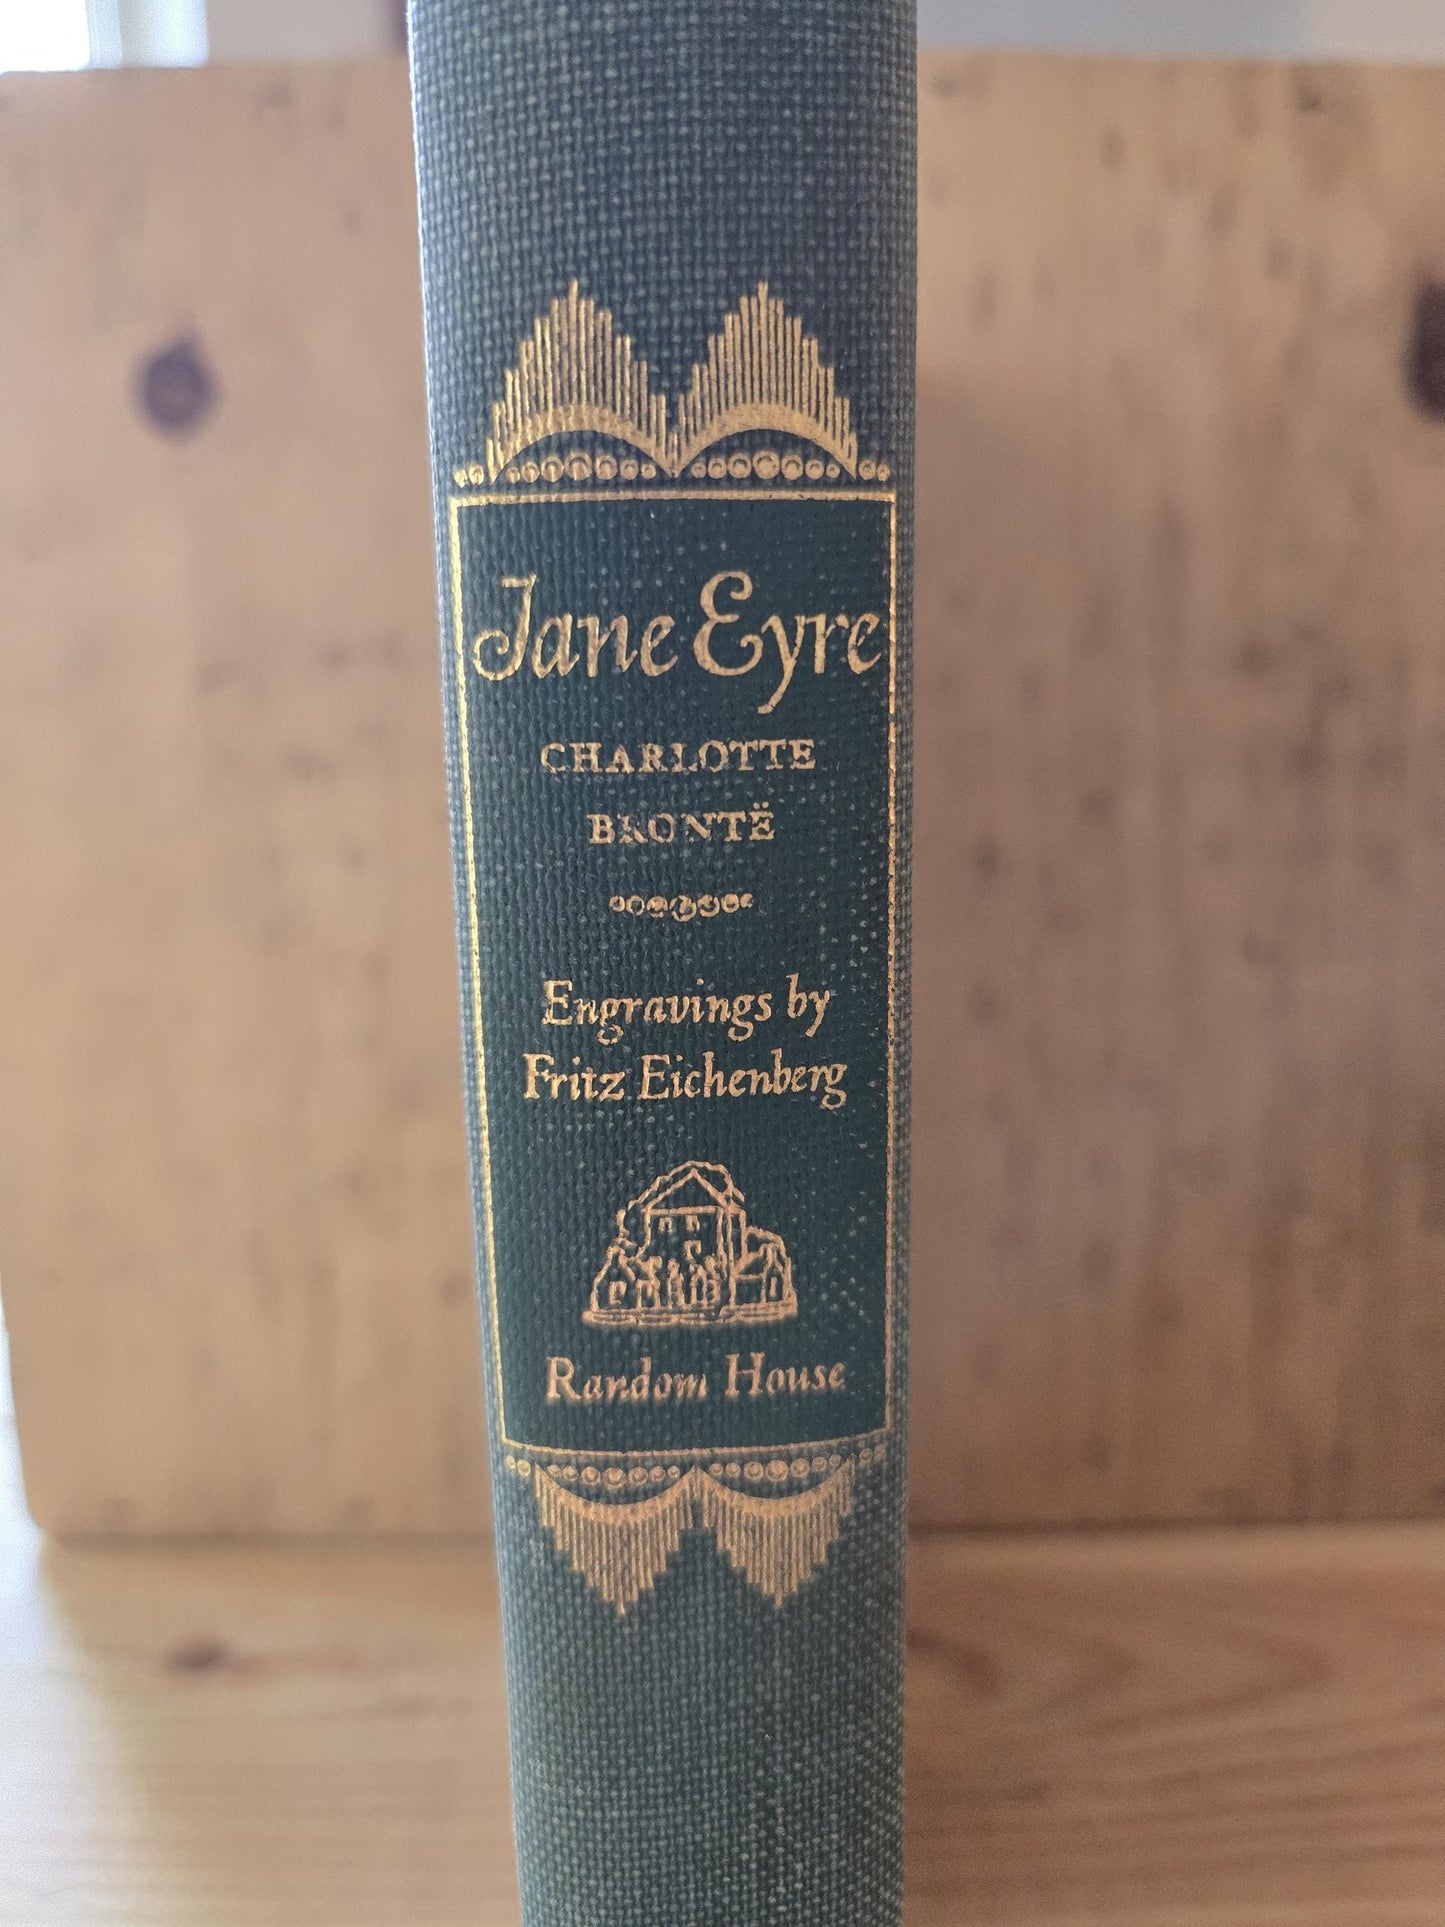 Jane Eyre
CHARLOTTE
BRONTË
Engravings by
Fritz Eichenberg
Random House